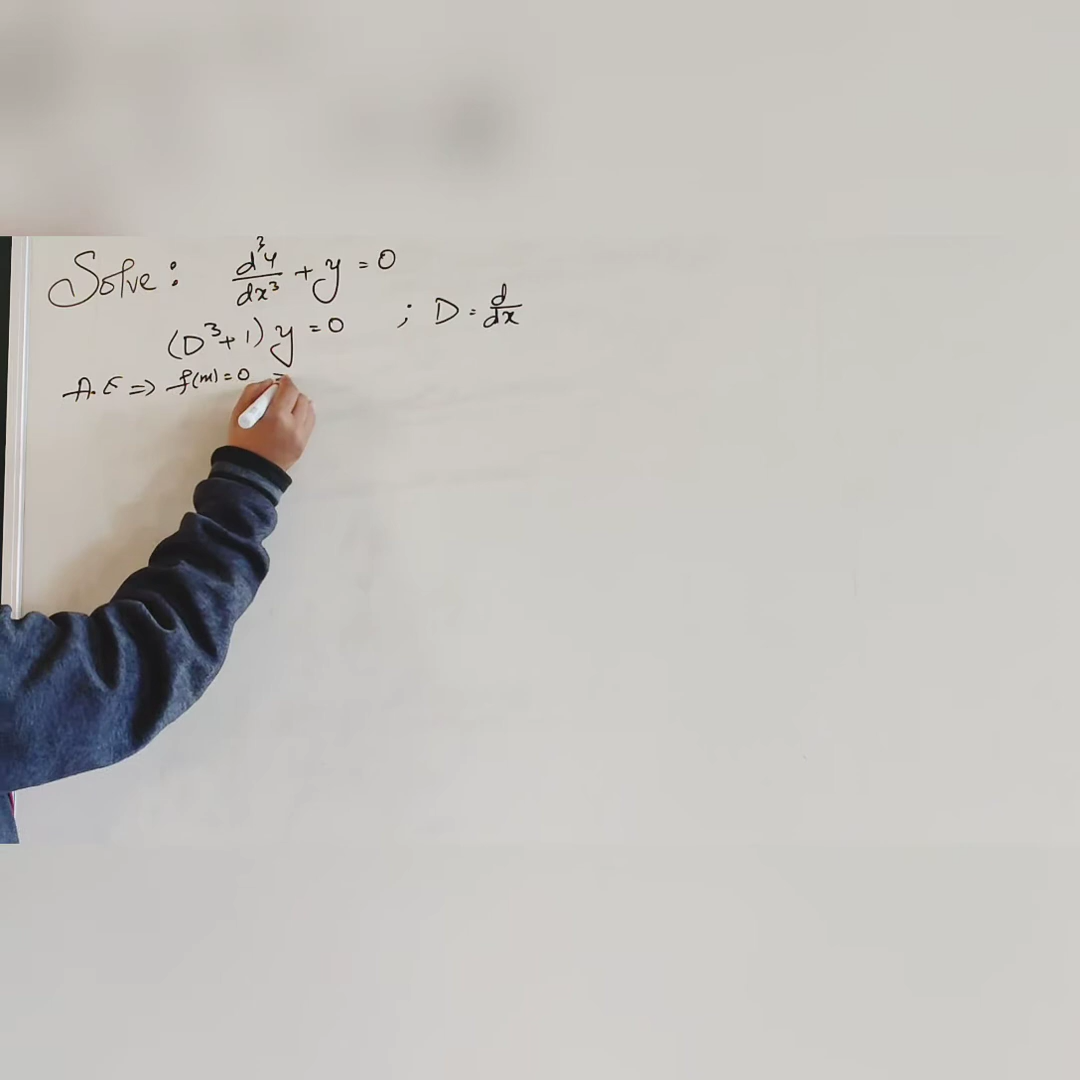 Solve: d³y/dx³ + y = 0
(D³+1) y = 0 ; D = d/dx
A.E => f(m) = 0 =